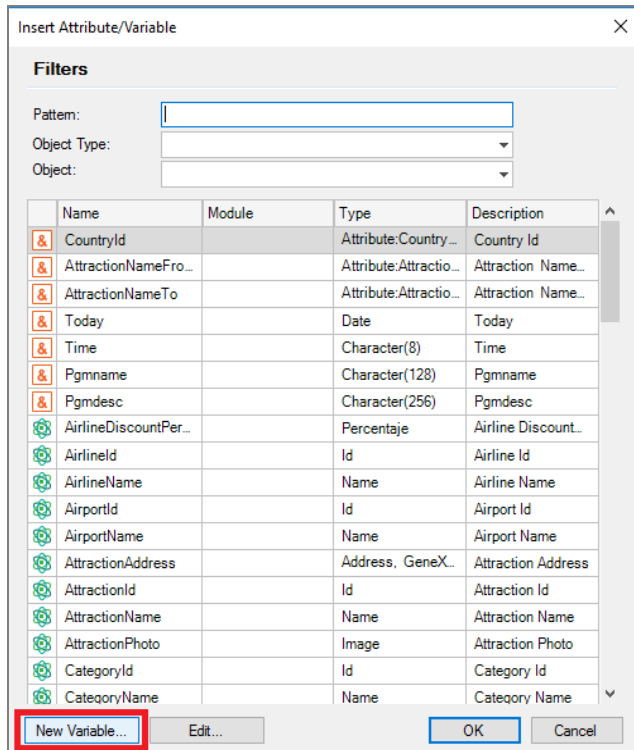 Insert Attribute/Variable
Filters
Pattern:
Object Type:
Object:
Name Module Type Description
& CountryId Attribute:Country... Country Id
& AttractionNameFro... Attribute:Attractio... Attraction Name...
& AttractionNameTo Attribute:Attractio... Attraction Name...
& Today Date Today
& Time Character(8) Time
& Pgmname Character(128) Pgmname
& Pgmdesc Character(256) Pgmdesc
AirlineDiscountPer... Percentaje Airline Discount...
AirlineId Id Airline Id
AirlineName Name Airline Name
AirportId Id Airport Id
AirportName Name Airport Name
AttractionAddress Address, GeneX... Attraction Address
AttractionId Id Attraction Id
AttractionName Name Attraction Name
AttractionPhoto Image Attraction Photo
CategoryId Id Category Id
CategoryName Name Category Name
New Variable... Edit... OK Cancel